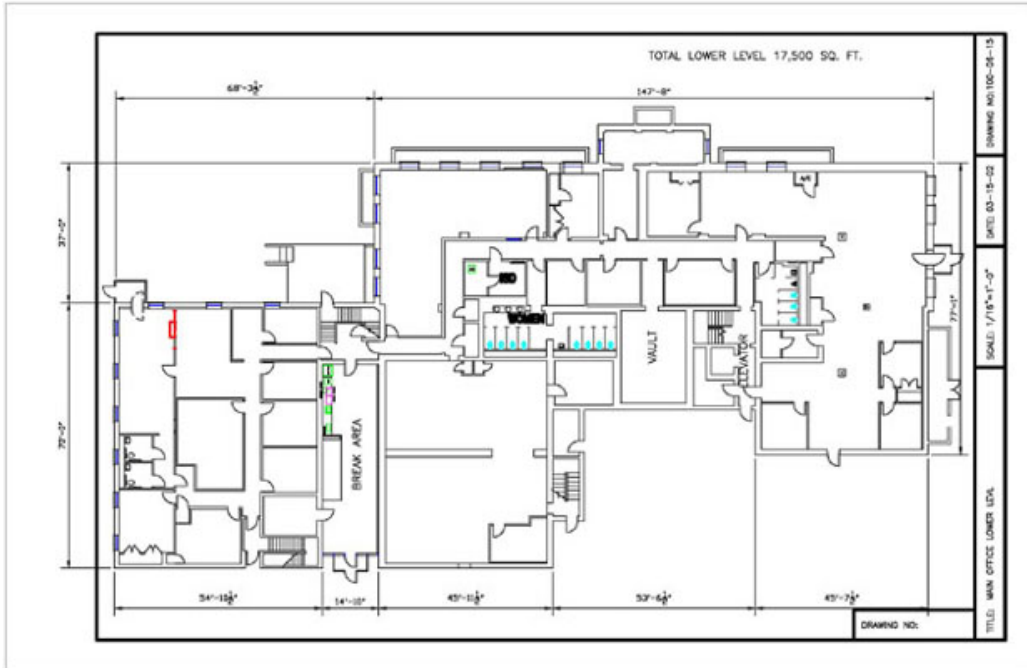 TOTAL LOWER LEVEL 17,500 SQ. FT.
68'-3½"
147'-8"
37'-0"
70'-0"
77'-1"
WOMEN
VAULT
ELEVATOR
BREAK AREA
54'-10½"
14'-10"
45'-11½"
53'-6½"
45'-7½"
DRAWING NO:
DRAWING NO:100-06-15
DATE: 03-15-02
SCALE: 1/16"=1'-0"
TITLE: MAIN OFFICE LOWER LEVL